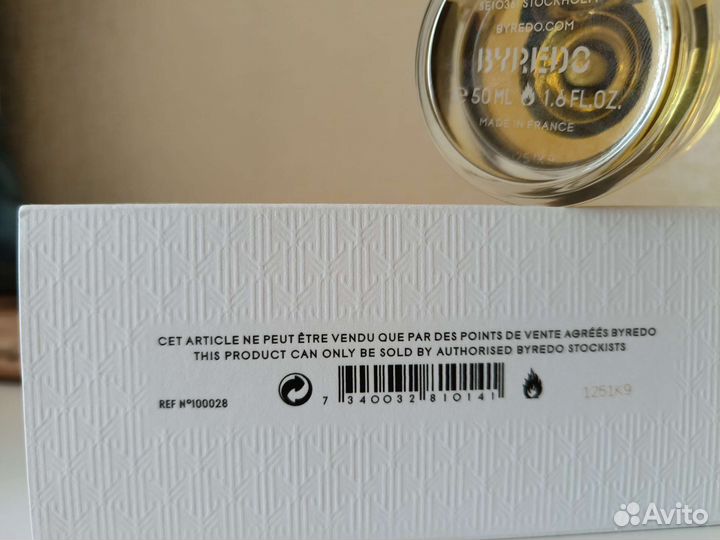 BYREDO.COM
BYREDO
e 50 ML 1.6 FL.OZ.
MADE IN FRANCE
CET ARTICLE NE PEUT ÊTRE VENDU QUE PAR DES POINTS DE VENTE AGRÉÉS BYREDO
THIS PRODUCT CAN ONLY BE SOLD BY AUTHORISED BYREDO STOCKISTS
REF N°100028
7 340032 810141
1251K9
Avito